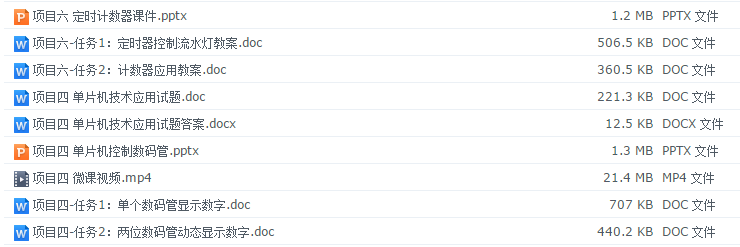 项目六 定时计数器课件.pptx 1.2 MB PPTX 文件
项目六-任务1：定时器控制流水灯教案.doc 506.5 KB DOC 文件
项目六-任务2：计数器应用教案.doc 360.5 KB DOC 文件
项目四 单片机技术应用试题.doc 221.3 KB DOC 文件
项目四 单片机技术应用试题答案.docx 12.5 KB DOCX 文件
项目四 单片机控制数码管.pptx 1.3 MB PPTX 文件
项目四 微课视频.mp4 21.4 MB MP4 文件
项目四-任务1：单个数码管显示数字.doc 707 KB DOC 文件
项目四-任务2：两位数码管动态显示数字.doc 440.2 KB DOC 文件